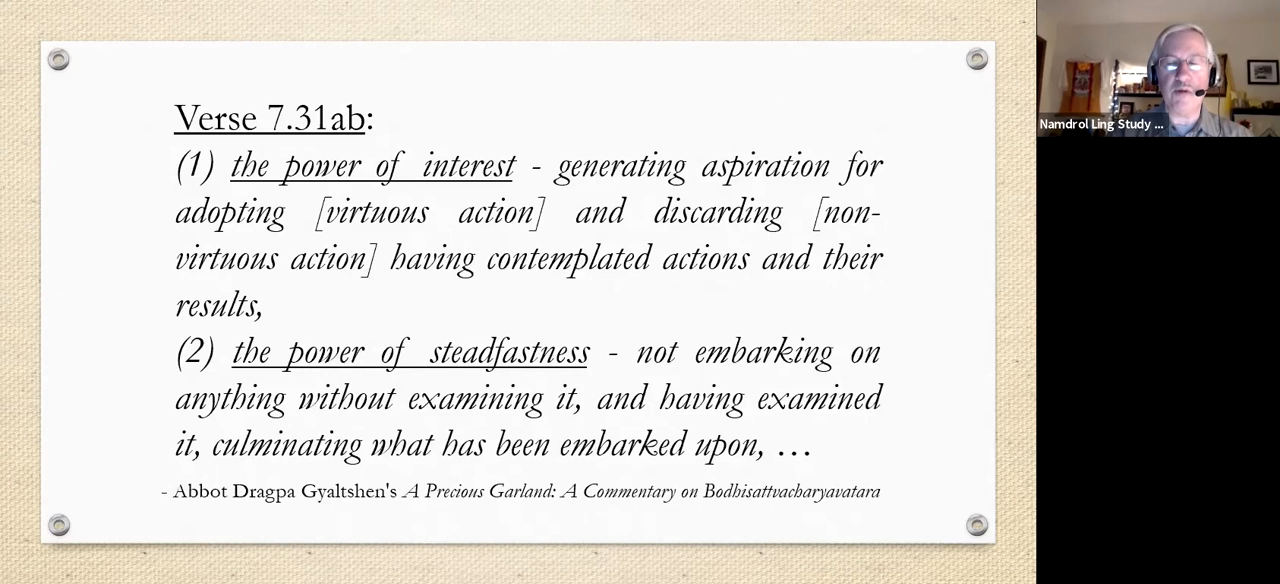 Verse 7.31ab:
(1) the power of interest - generating aspiration for
adopting [virtuous action] and discarding [non-
virtuous action] having contemplated actions and their
results,
(2) the power of steadfastness - not embarking on
anything without examining it, and having examined
it, culminating what has been embarked upon, …
- Abbot Dragpa Gyaltshen's A Precious Garland: A Commentary on Bodhisattvacharyavatara
Namdrol Ling Study ...